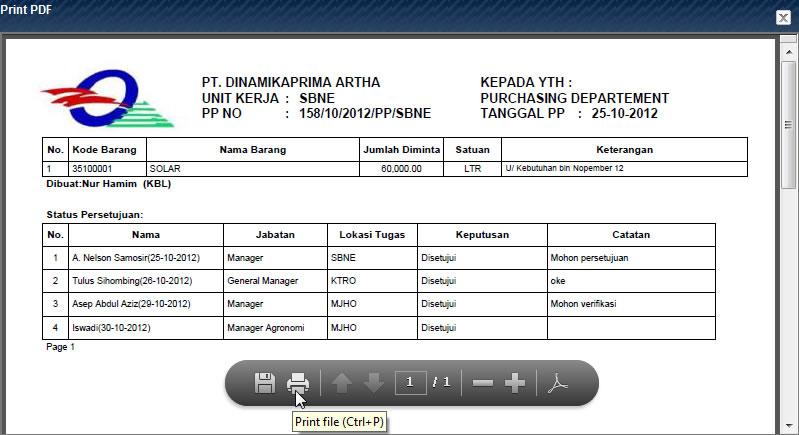 Print PDF
PT. DINAMIKAPRIMA ARTHA KEPADA YTH :
UNIT KERJA : SBNE PURCHASING DEPARTEMENT
PP NO : 158/10/2012/PP/SBNE TANGGAL PP : 25-10-2012
No. Kode Barang Nama Barang Jumlah Diminta Satuan Keterangan
1 35100001 SOLAR 60,000.00 LTR U/ Kebutuhan bln Nopember 12
Dibuat:Nur Hamim (KBL)
Status Persetujuan:
No. Nama Jabatan Lokasi Tugas Keputusan Catatan
1 A. Nelson Samosir(25-10-2012) Manager SBNE Disetujui Mohon persetujuan
2 Tulus Sihombing(26-10-2012) General Manager KTRO Disetujui oke
3 Asep Abdul Aziz(29-10-2012) Manager MJHO Disetujui Mohon verifikasi
4 Iswadi(30-10-2012) Manager Agronomi MJHO Disetujui
Page 1
1 / 1
Print file (Ctrl+P)